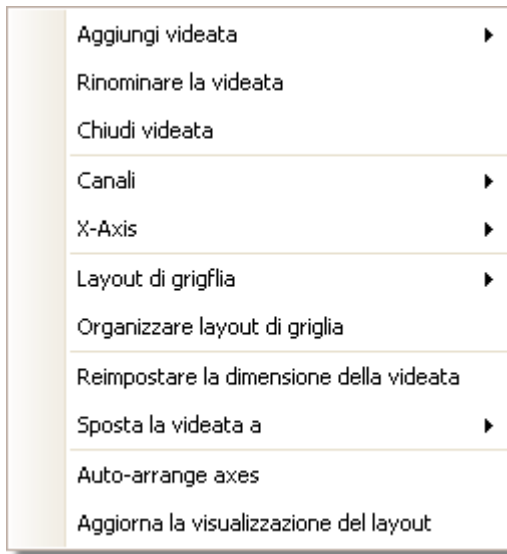 Aggiungi videata
Rinominare la videata
Chiudi videata
Canali
X-Axis
Layout di grigflia
Organizzare layout di griglia
Reimpostare la dimensione della videata
Sposta la videata a
Auto-arrange axes
Aggiorna la visualizzazione del layout